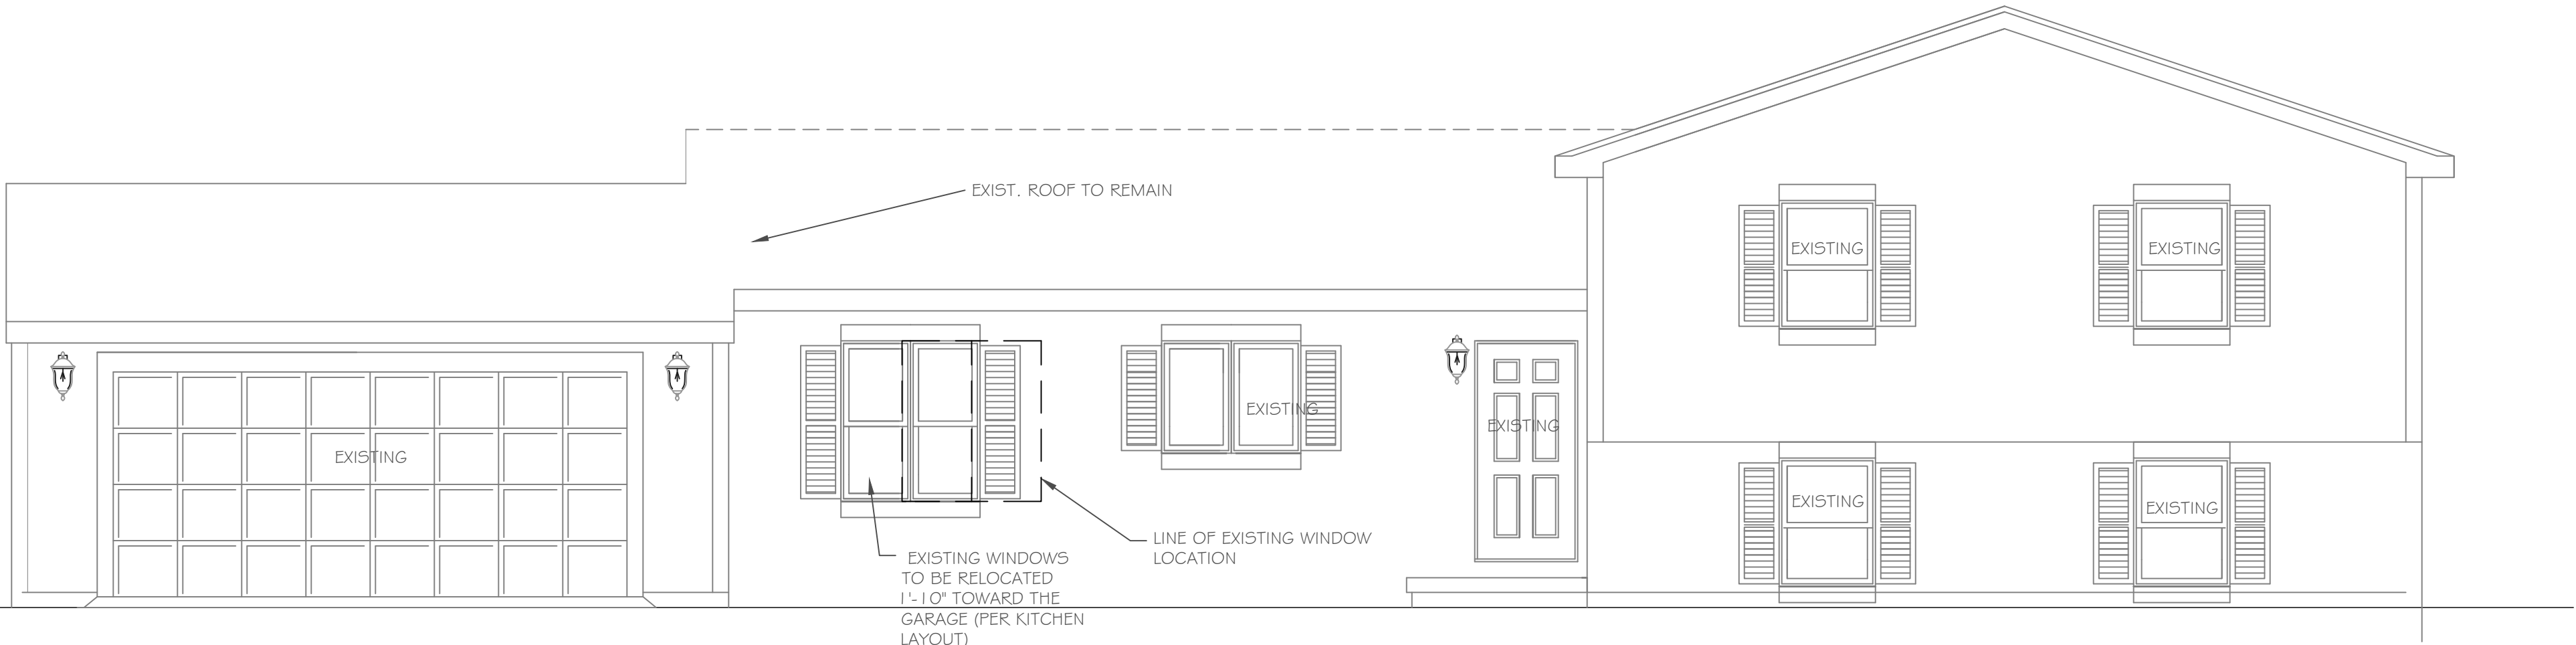 EXIST. ROOF TO REMAIN
EXISTING
EXISTING
EXISTING
EXISTING
EXISTING
EXISTING
EXISTING
LINE OF EXISTING WINDOW
LOCATION
EXISTING WINDOWS
TO BE RELOCATED
1'-10" TOWARD THE
GARAGE (PER KITCHEN
LAYOUT)